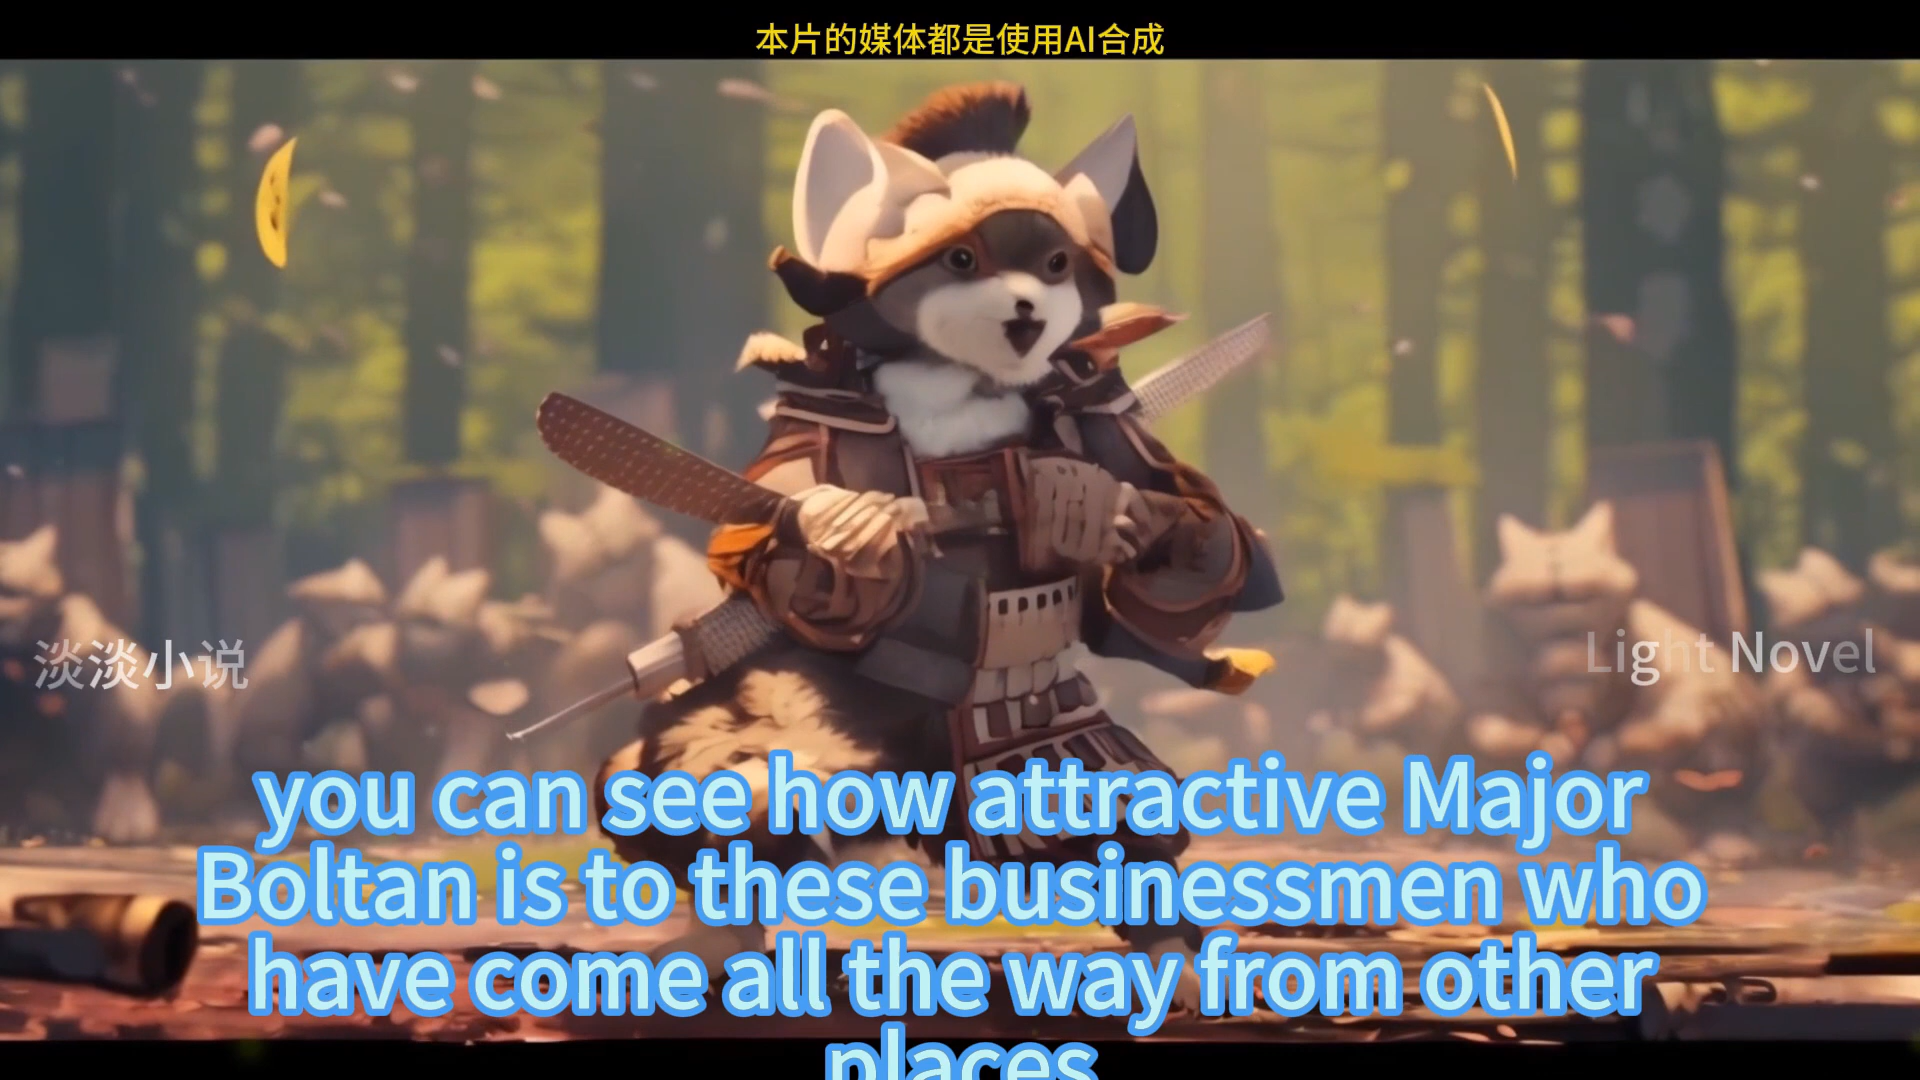 本片的媒体都是使用AI合成
淡淡小说
Light Novel
you can see how attractive Major
Boltan is to these businessmen who
have come all the way from other
places